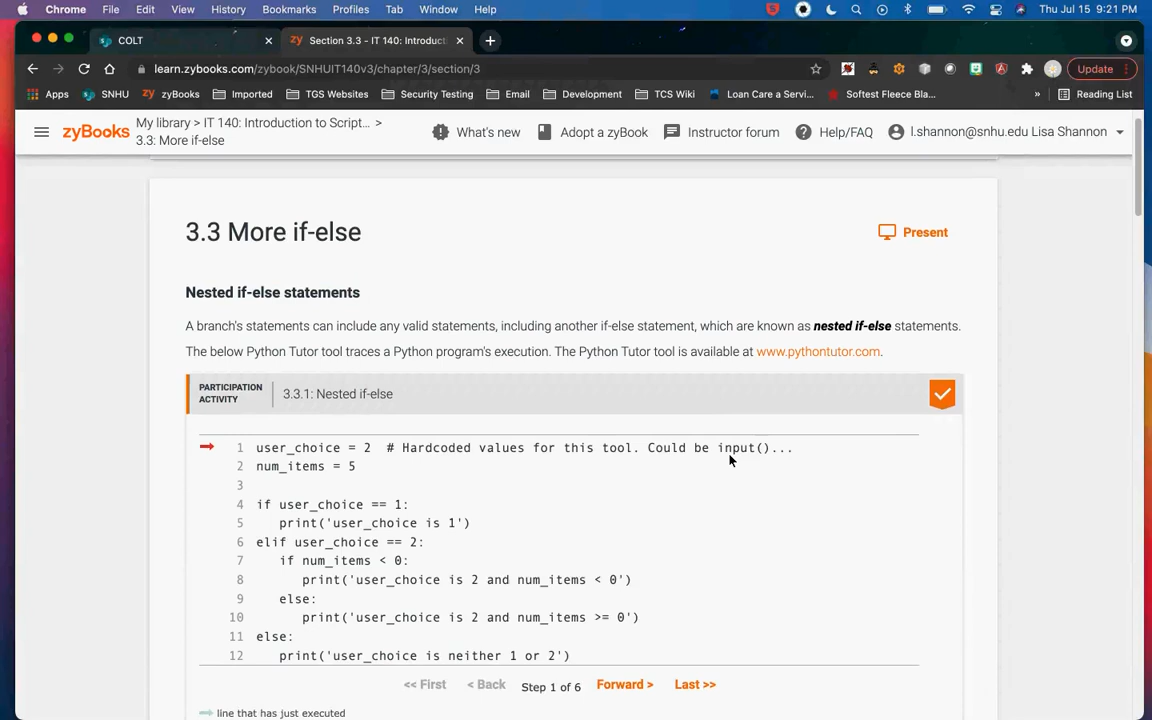 Chrome File Edit View History Bookmarks Profiles Tab Window Help Thu Jul 15 9:21 PM
COLT Section 3.3 - IT 140: Introduct
learn.zybooks.com/zybook/SNHUIT140v3/chapter/3/section/3 Update
Apps SNHU zyBooks Imported TGS Websites Security Testing Email Development TCS Wiki Loan Care a Servic... Softest Fleece Bla... » Reading List
zyBooks My library > IT 140: Introduction to Script... > What's new Adopt a zyBook Instructor forum Help/FAQ l.shannon@snhu.edu Lisa Shannon
3.3: More if-else
3.3 More if-else
Present
Nested if-else statements
A branch's statements can include any valid statements, including another if-else statement, which are known as nested if-else statements.
The below Python Tutor tool traces a Python program's execution. The Python Tutor tool is available at www.pythontutor.com.
PARTICIPATION
ACTIVITY
3.3.1: Nested if-else
1 user_choice = 2 # Hardcoded values for this tool. Could be input()...
2 num_items = 5
3
4 if user_choice == 1:
5 print('user_choice is 1')
6 elif user_choice == 2:
7 if num_items < 0:
8 print('user_choice is 2 and num_items < 0')
9 else:
10 print('user_choice is 2 and num_items >= 0')
11 else:
12 print('user_choice is neither 1 or 2')
<< First < Back Step 1 of 6 Forward > Last >>
line that has just executed